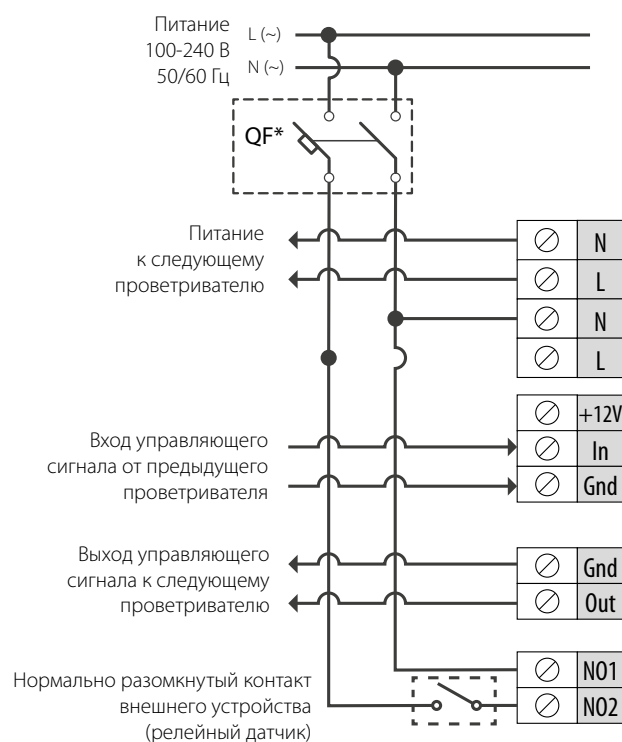 Питание
100-240 В
50/60 Гц
L (~)
N (~)
QF*
Питание
к следующему
проветривателю
N
L
N
L
+12V
Вход управляющего
сигнала от предыдущего
проветривателя
In
Gnd
Выход управляющего
сигнала к следующему
проветривателю
Gnd
Out
Нормально разомкнутый контакт
внешнего устройства
(релейный датчик)
NO1
NO2